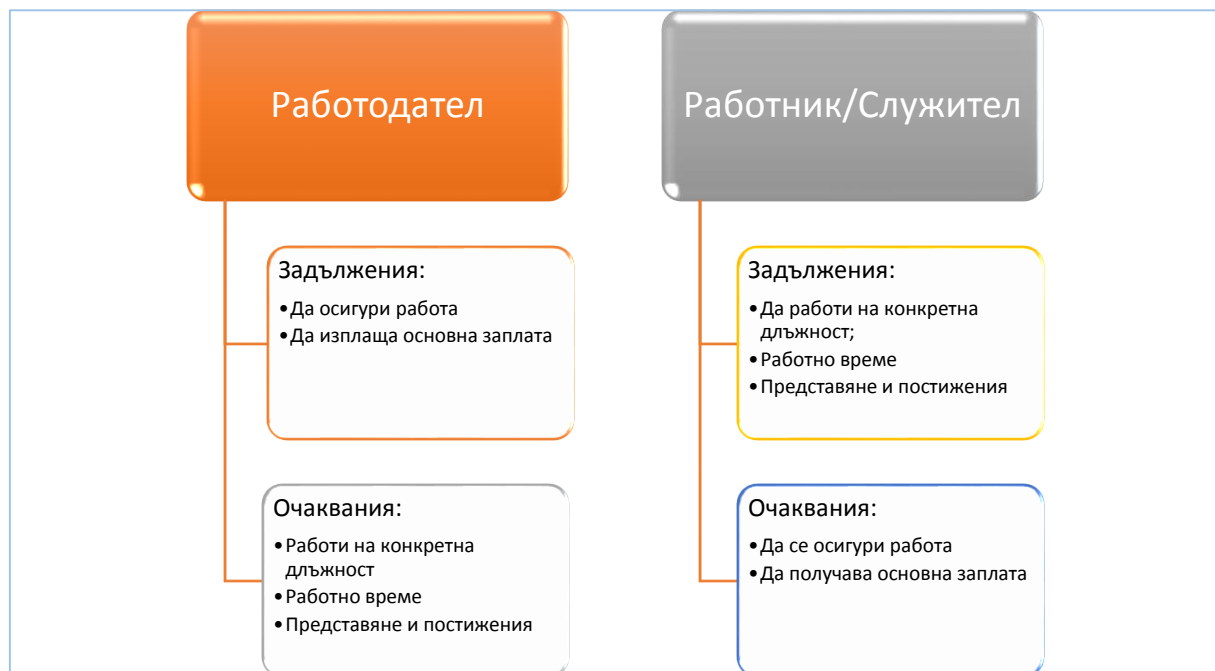 Работодател
Задължения:
•Да осигури работа
•Да изплаща основна заплата
Очаквания:
•Работи на конкретна
длъжност
•Работно време
•Представяне и постижения
Работник/Служител
Задължения:
•Да работи на конкретна
длъжност;
•Работно време
•Представяне и постижения
Очаквания:
•Да се осигури работа
•Да получава основна заплата